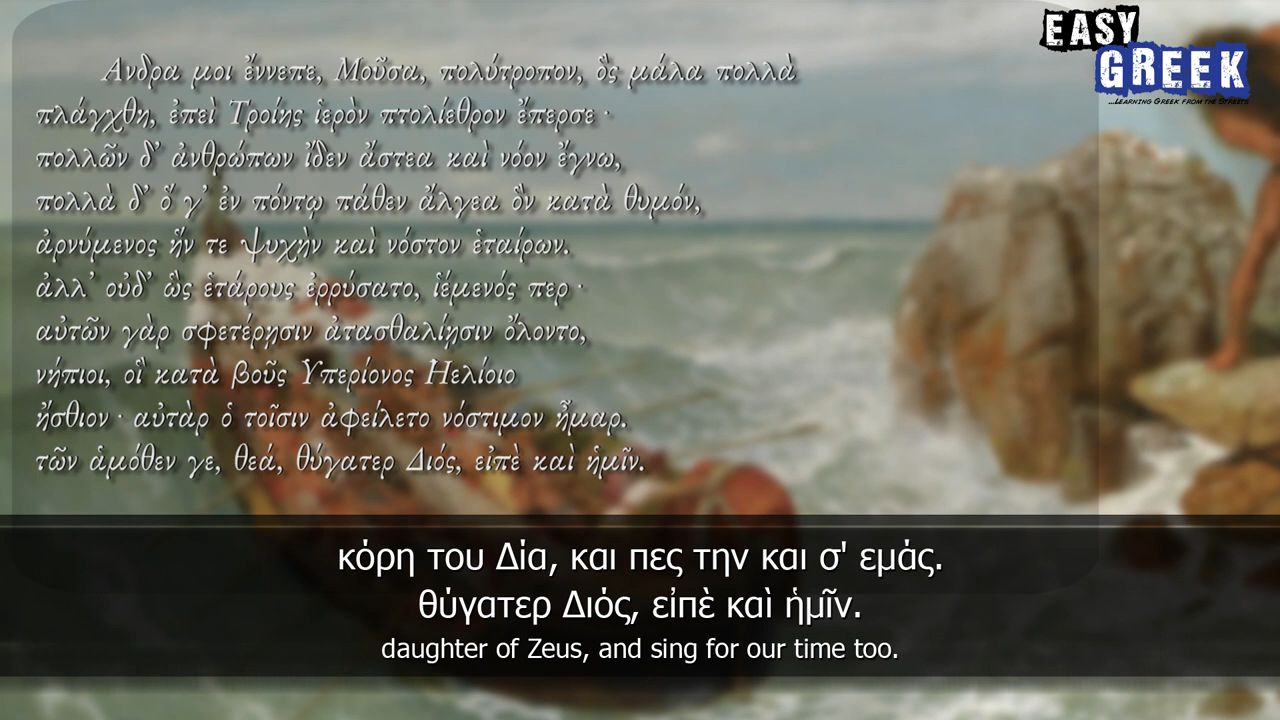 Ἄνδρα μοι ἔννεπε, Μοῦσα, πολύτροπον, ὃς μάλα πολλὰ
πλάγχθη, ἐπεὶ Τροίης ἱερὸν πτολίεθρον ἔπερσε ·
πολλῶν δ’ ἀνθρώπων ἴδεν ἄστεα καὶ νόον ἔγνω,
πολλὰ δ’ ὅ γ’ ἐν πόντῳ πάθεν ἄλγεα ὃν κατὰ θυμόν,
ἀρνύμενος ἥν τε ψυχὴν καὶ νόστον ἑταίρων.
ἀλλ’ οὐδ’ ὣς ἑτάρους ἐρρύσατο, ἱέμενός περ ·
αὐτῶν γὰρ σφετέρῃσιν ἀτασθαλίῃσιν ὄλοντο,
νήπιοι, οἳ κατὰ βοῦς Ὑπερίονος Ἠελίοιο
ἤσθιον · αὐτὰρ ὁ τοῖσιν ἀφείλετο νόστιμον ἦμαρ.
τῶν ἁμόθεν γε, θεά, θύγατερ Διός, εἰπὲ καὶ ἡμῖν.
EASY
GREEK
...LEARNING GREEK FROM THE STREETS
κόρη του Δία, και πες την και σ' εμάς.
θύγατερ Διός, εἰπὲ καὶ ἡμῖν.
daughter of Zeus, and sing for our time too.